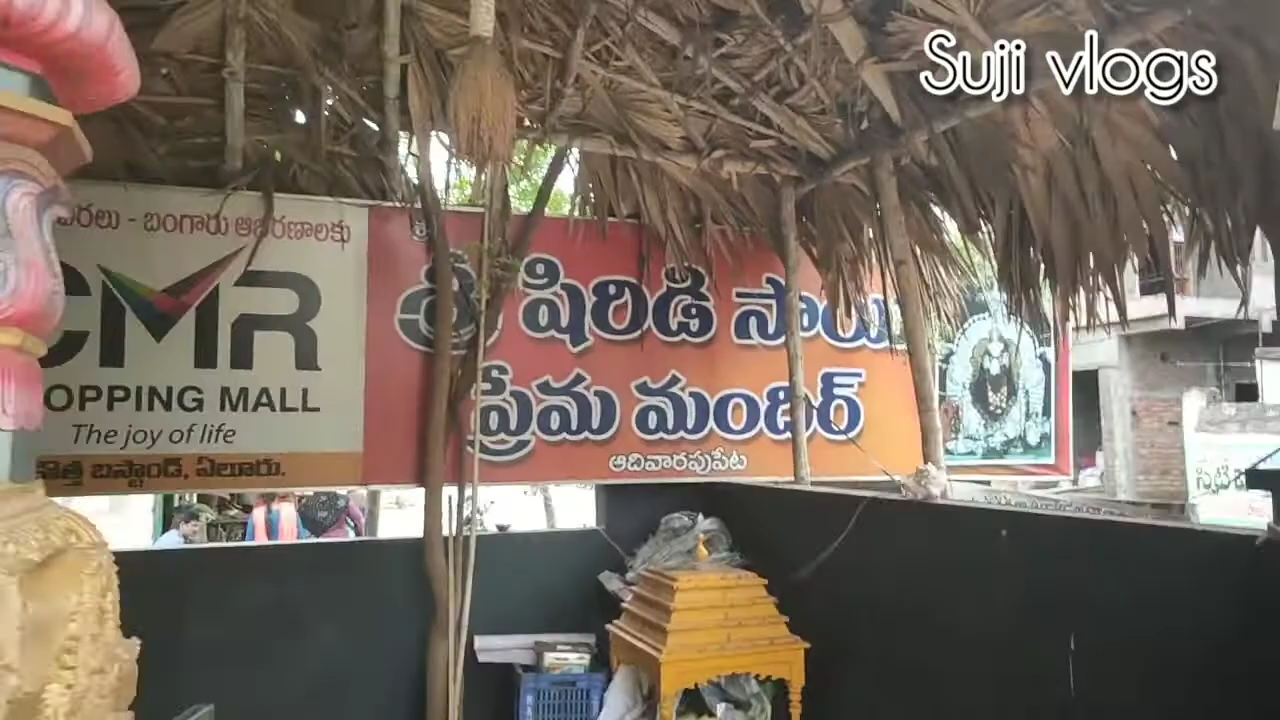 Suji vlogs
బంగారు ఆభరణాలకు
CMR
శ్రీ షిరిడి సాయి
OPPING MALL
ప్రేమ మందిర్
The joy of life
ఆదివారపుపేట
బస్టాండ్, ఏలూరు.